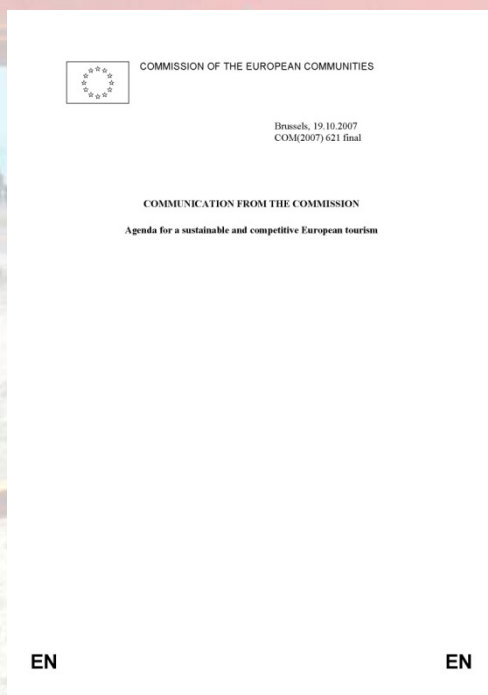 COMMISSION OF THE EUROPEAN COMMUNITIES
Brussels, 19.10.2007
COM(2007) 621 final
COMMUNICATION FROM THE COMMISSION
Agenda for a sustainable and competitive European tourism
EN
EN